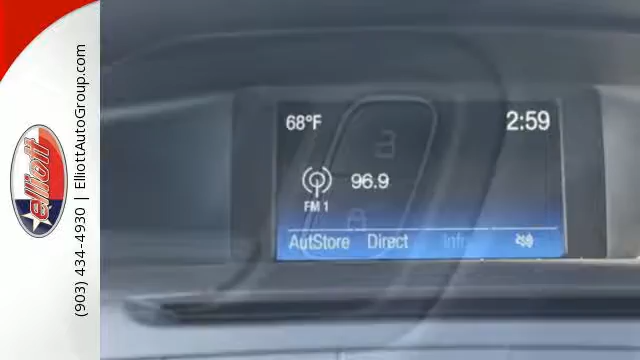 (903) 434-4930 | ElliottAutoGroup.com
elliott
68°F
2:59
96.9
FM 1
AutStore Direct